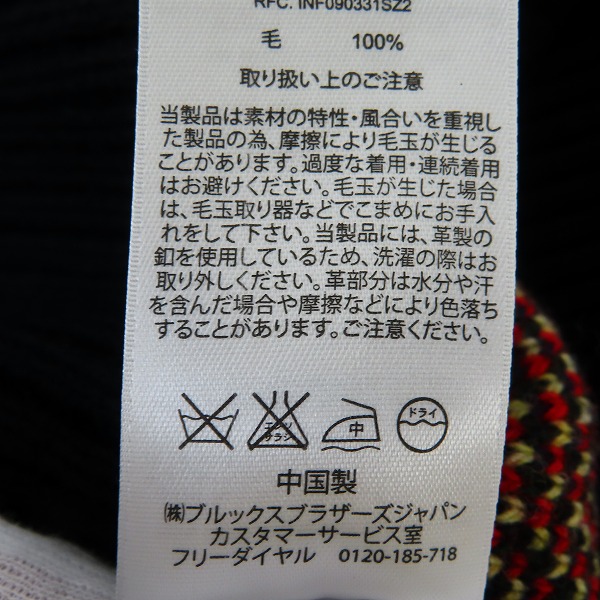 RFC. INF090331SZ2
毛 100%
取り扱い上のご注意
当製品は素材の特性・風合いを重視し
た製品の為、摩擦により毛玉が生じる
ことがあります。過度な着用・連続着用
はお避けください。毛玉が生じた場合
は、毛玉取り器などでこまめにお手入
れをして下さい。当製品には、革製の
釦を使用しているため、洗濯の際はお
取り外しください。革部分は水分や汗
を含んだ場合や摩擦などにより色落ち
することがあります。ご注意ください。
エンソ
サラシ
中
ドライ
中国製
㈱ブルックスブラザーズジャパン
カスタマーサービス室
フリーダイヤル 0120-185-718